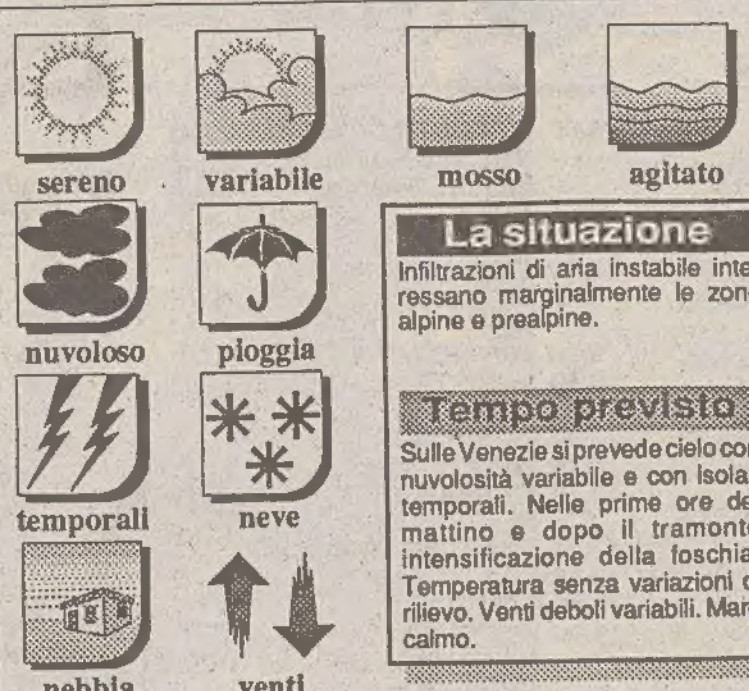 sereno
variabile
mosso
agitato
nuvoloso
pioggia
temporali
neve
nebbia
venti
La situazione
Infiltrazioni di aria instabile inte
ressano marginalmente le zon
alpine e prealpine.
Tempo previsto
Sulle Venezie si prevede cielo con
nuvolosità variabile e con isola
temporali. Nelle prime ore de
mattino e dopo il tramonto
intensificazione della foschia
Temperatura senza variazioni d
rilievo. Venti deboli variabili. Mar
calmo.